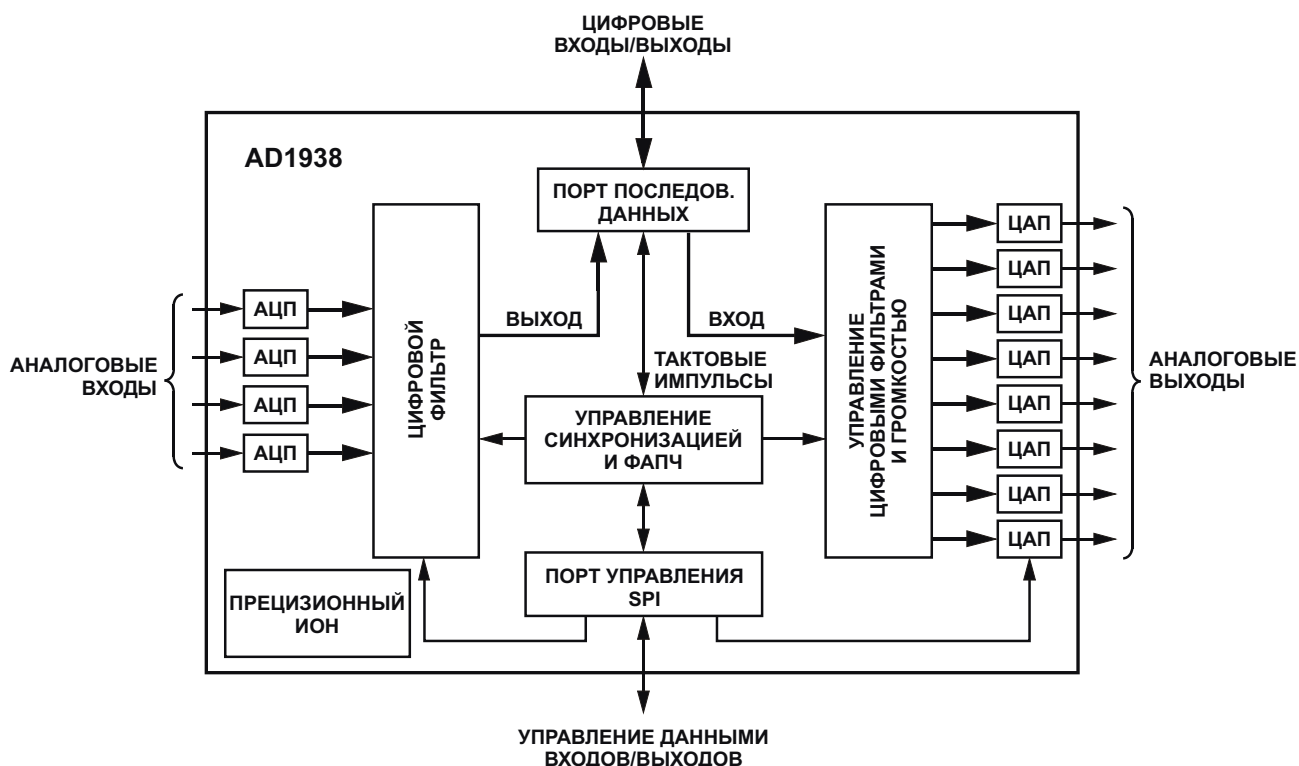 ЦИФРОВЫЕ
ВХОДЫ/ВЫХОДЫ
AD1938
ПОРТ ПОСЛЕДОВ.
ДАННЫХ
АНАЛОГОВЫЕ
ВХОДЫ
АЦП
АЦП
АЦП
АЦП
ЦИФРОВОЙ
ФИЛЬТР
ВЫХОД
ВХОД
ТАКТОВЫЕ
ИМПУЛЬСЫ
УПРАВЛЕНИЕ
СИНХРОНИЗАЦИЕЙ
И ФАПЧ
УПРАВЛЕНИЕ
ЦИФРОВЫМИ ФИЛЬТРАМИ
И ГРОМКОСТЬЮ
ЦАП
ЦАП
ЦАП
ЦАП
ЦАП
ЦАП
ЦАП
ЦАП
АНАЛОГОВЫЕ
ВЫХОДЫ
ПРЕЦИЗИОННЫЙ
ИОН
ПОРТ УПРАВЛЕНИЯ
SPI
УПРАВЛЕНИЕ ДАННЫМИ
ВХОДОВ/ВЫХОДОВ